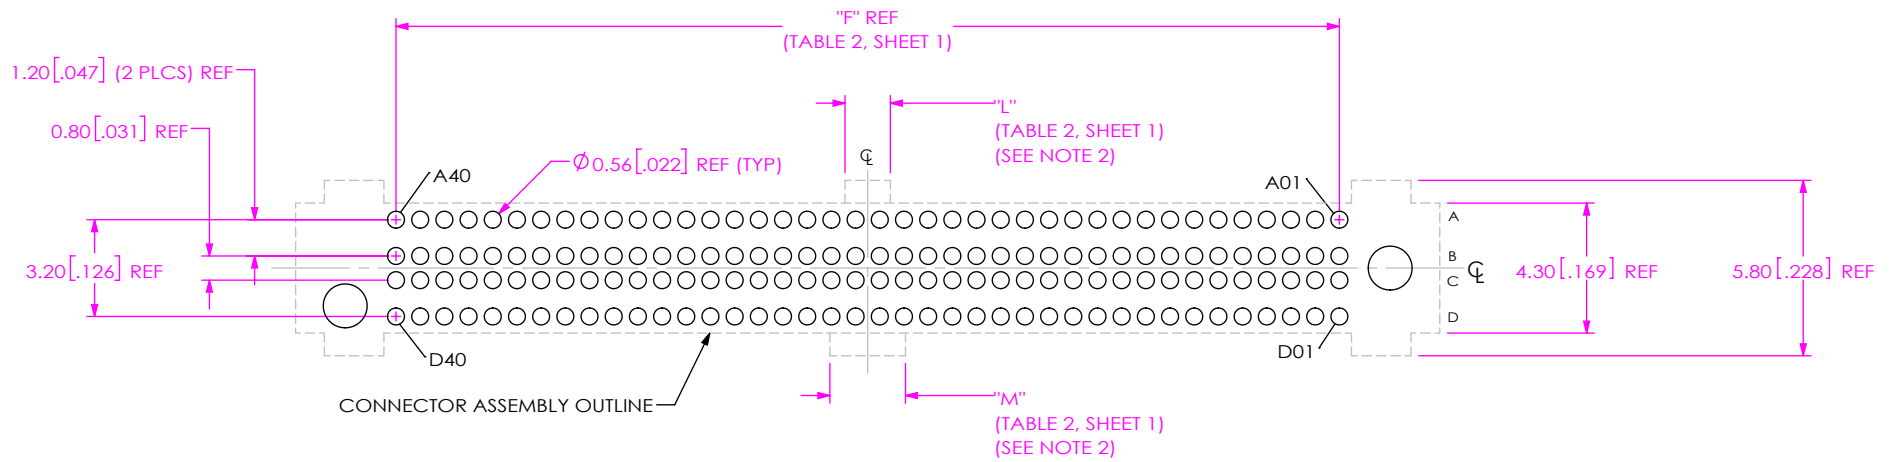 "F" REF
(TABLE 2, SHEET 1)
1.20[.047] (2 PLCS) REF
0.80[.031] REF
"L"
(TABLE 2, SHEET 1)
(SEE NOTE 2)
Ø0.56[.022] REF (TYP)
℄
A40
A01
A
B
C
D
℄
3.20[.126] REF
4.30[.169] REF
5.80[.228] REF
D40
D01
CONNECTOR ASSEMBLY OUTLINE
"M"
(TABLE 2, SHEET 1)
(SEE NOTE 2)